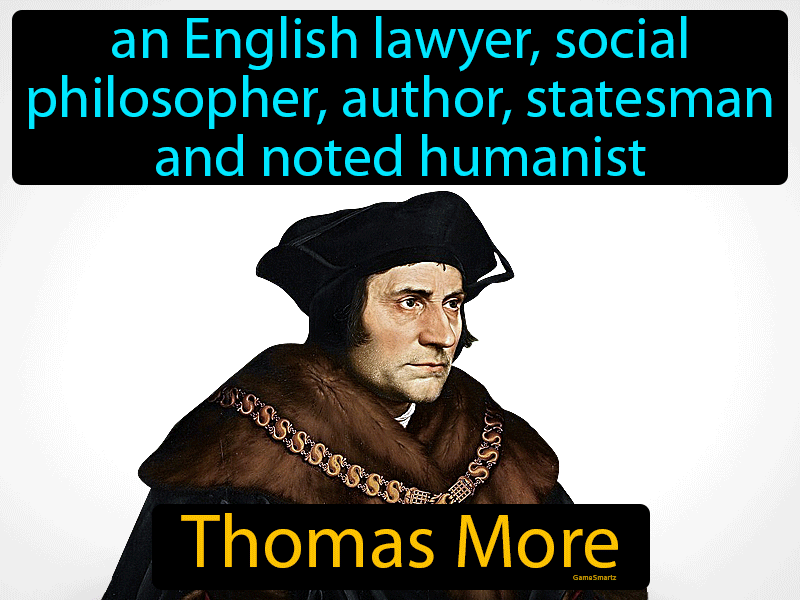 an English lawyer, social
philosopher, author, statesman
and noted humanist
Thomas More
GameSmartz